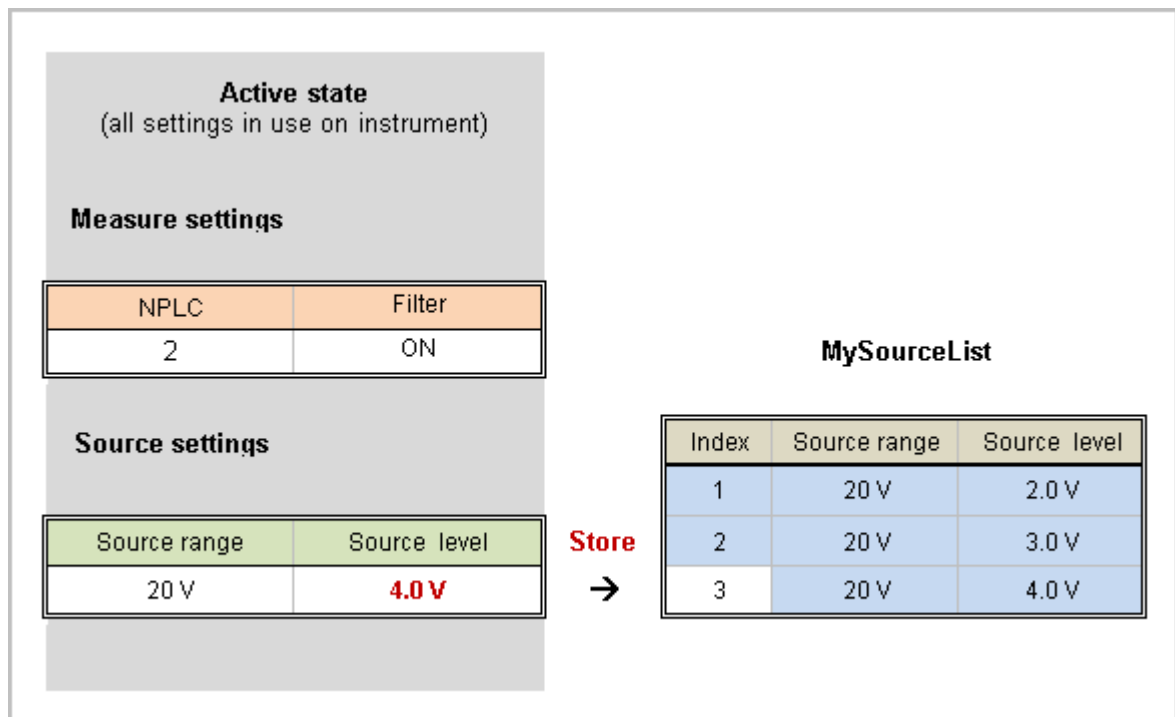 Active state
(all settings in use on instrument)
Measure settings
NPLC Filter
2 ON
MySourceList
Source settings
Index Source range Source level
1 20 V 2.0 V
Source range Source level Store 2 20 V 3.0 V
20 V 4.0 V → 3 20 V 4.0 V